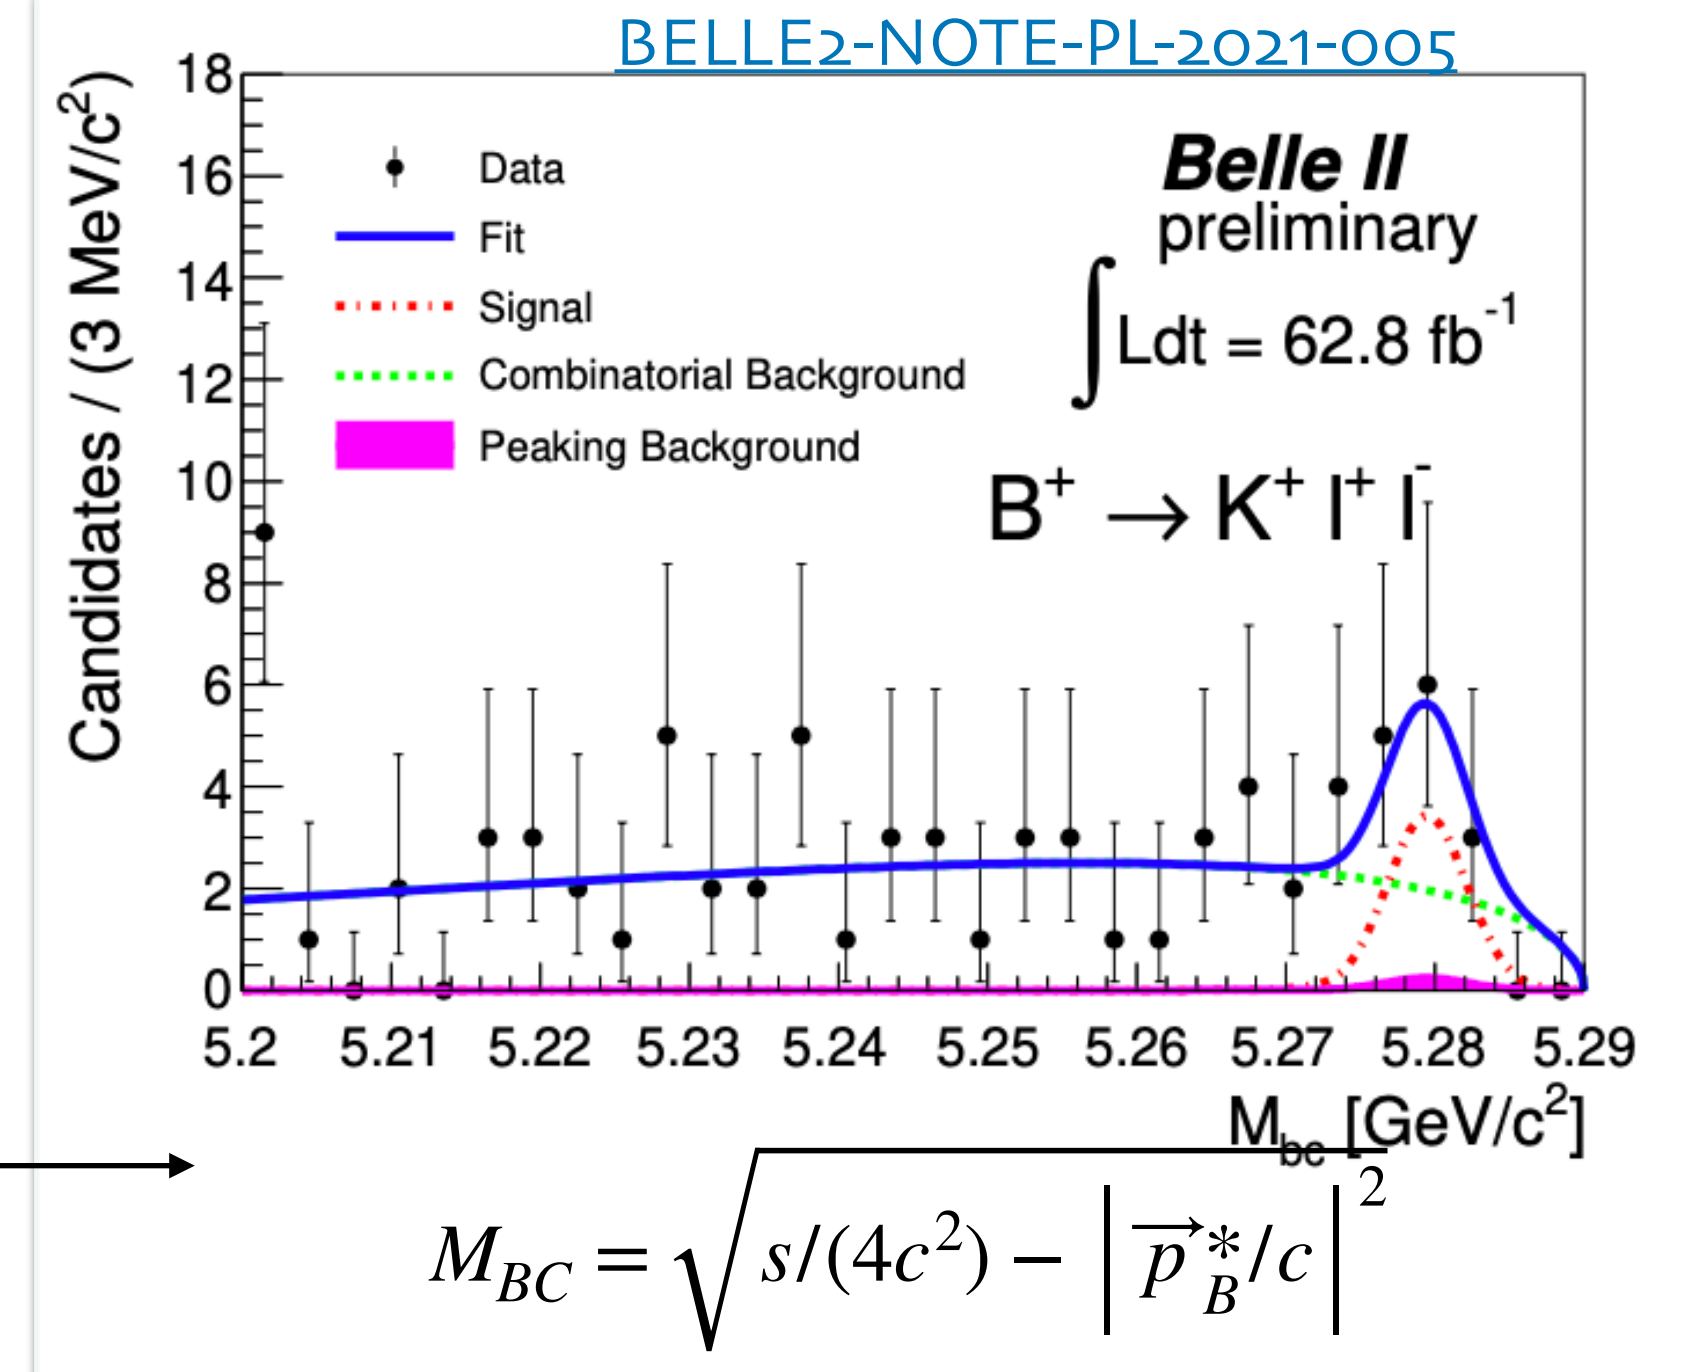 BELLE2-NOTE-PL-2021-005
Candidates / (3 MeV/c²)
18
16
14
12
10
8
6
4
2
0
Data
Fit
Signal
Combinatorial Background
Peaking Background
Belle II
preliminary
∫Ldt = 62.8 fb⁻¹
B⁺ → K⁺ l⁺ l⁻
5.2 5.21 5.22 5.23 5.24 5.25 5.26 5.27 5.28 5.29
M_bc [GeV/c²]
M_BC = √(s/(4c²) − |p⃗*_B/c|²)